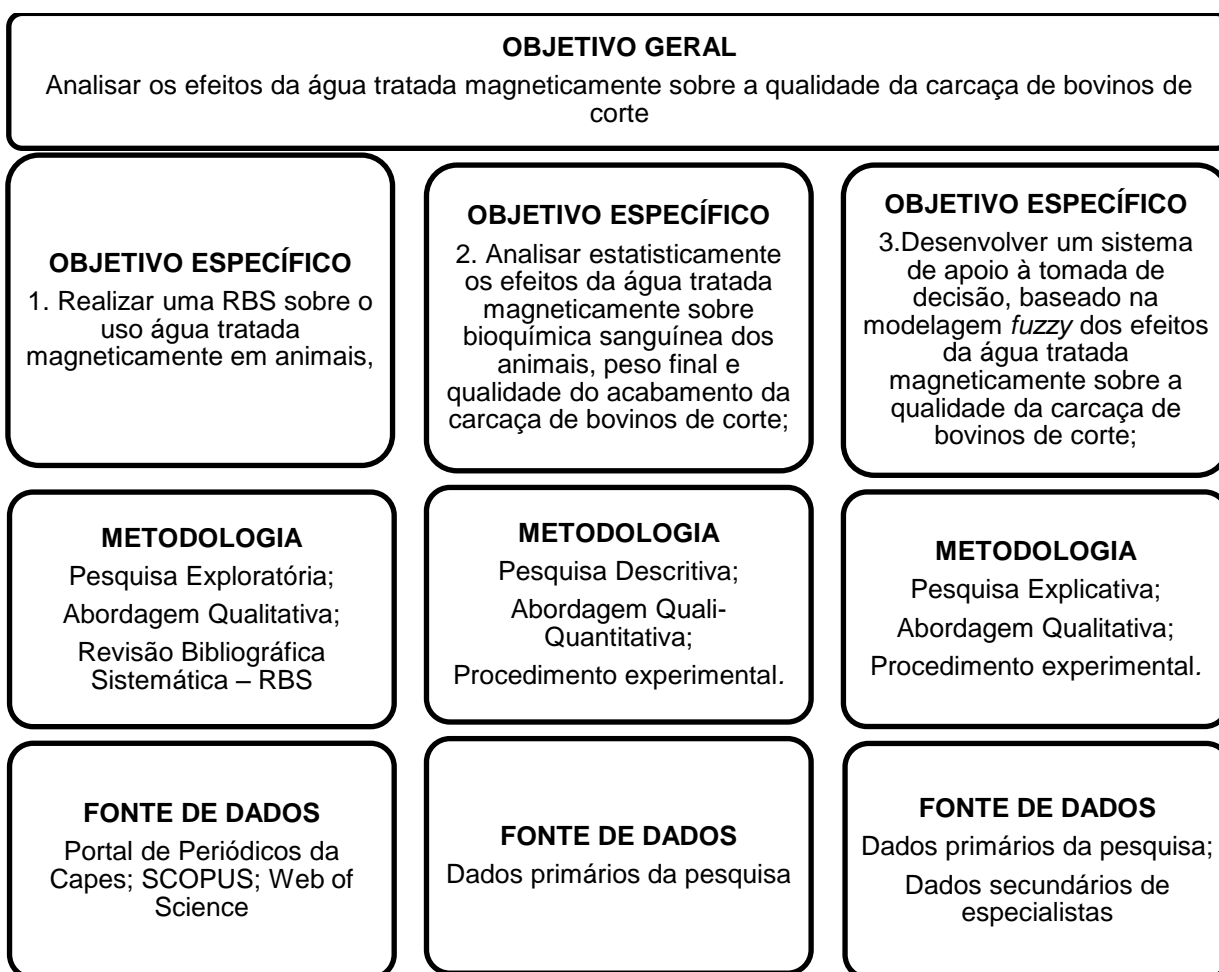 OBJETIVO GERAL
Analisar os efeitos da água tratada magneticamente sobre a qualidade da carcaça de bovinos de
corte
OBJETIVO ESPECÍFICO
1. Realizar uma RBS sobre o
uso água tratada
magneticamente em animais,
OBJETIVO ESPECÍFICO
2. Analisar estatisticamente
os efeitos da água tratada
magneticamente sobre
bioquímica sanguínea dos
animais, peso final e
qualidade do acabamento da
carcaça de bovinos de corte;
OBJETIVO ESPECÍFICO
3.Desenvolver um sistema
de apoio à tomada de
decisão, baseado na
modelagem fuzzy dos efeitos
da água tratada
magneticamente sobre a
qualidade da carcaça de
bovinos de corte;
METODOLOGIA
Pesquisa Exploratória;
Abordagem Qualitativa;
Revisão Bibliográfica
Sistemática – RBS
METODOLOGIA
Pesquisa Descritiva;
Abordagem Quali-
Quantitativa;
Procedimento experimental.
METODOLOGIA
Pesquisa Explicativa;
Abordagem Qualitativa;
Procedimento experimental.
FONTE DE DADOS
Portal de Periódicos da
Capes; SCOPUS; Web of
Science
FONTE DE DADOS
Dados primários da pesquisa
FONTE DE DADOS
Dados primários da pesquisa;
Dados secundários de
especialistas